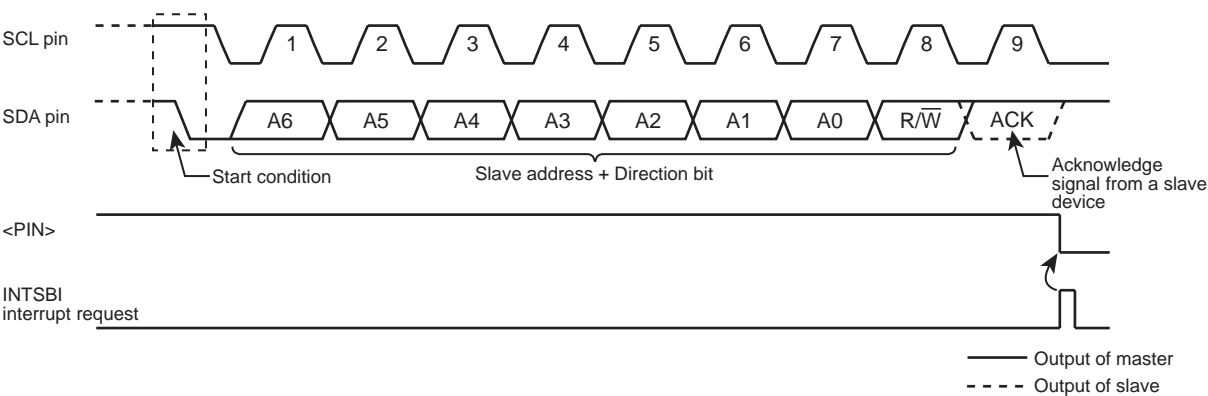 SCL pin
1 2 3 4 5 6 7 8 9
SDA pin
A6 A5 A4 A3 A2 A1 A0 R/W̅ ACK
Start condition
Slave address + Direction bit
Acknowledge
signal from a slave
device
<PIN>
INTSBI
interrupt request
Output of master
Output of slave